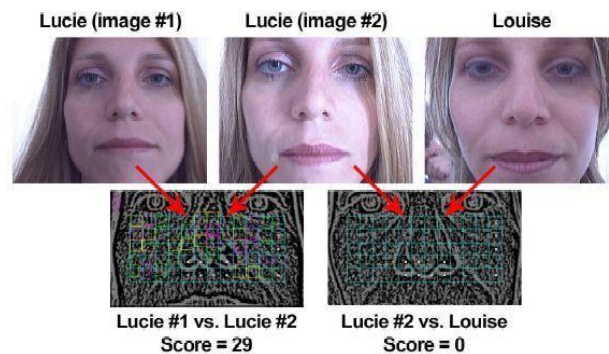 Lucie (image #1)
Lucie (image #2)
Louise
Lucie #1 vs. Lucie #2
Score = 29
Lucie #2 vs. Louise
Score = 0